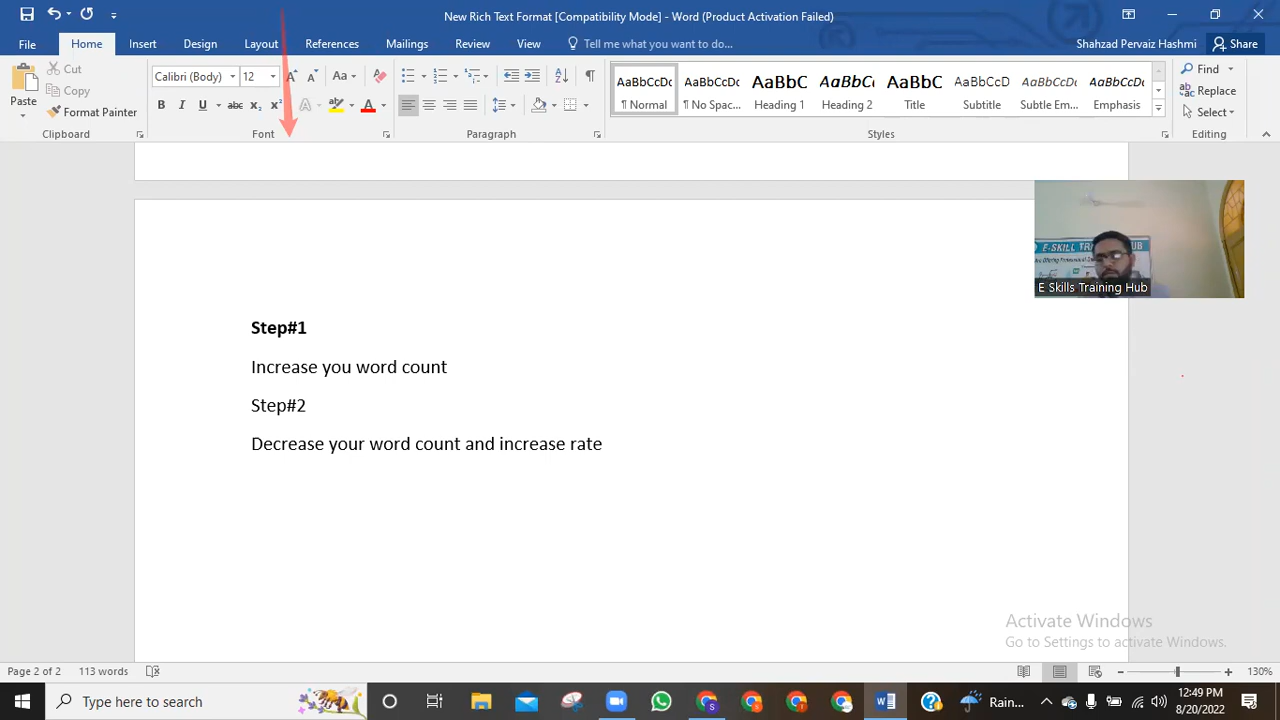 New Rich Text Format [Compatibility Mode] - Word (Product Activation Failed)
File Home Insert Design Layout References Mailings Review View Tell me what you want to do... Shahzad Pervaiz Hashmi Share
Paste
Cut
Copy
Format Painter
Clipboard
Calibri (Body) 12
Font
Paragraph
AaBbCcDc AaBbCcDc AaBbC AaBbCc AaBbC AaBbCcD AaBbCcDc AaBbCcDc
¶ Normal ¶ No Spac... Heading 1 Heading 2 Title Subtitle Subtle Em... Emphasis
Styles
Find
Replace
Select
Editing
E Skills Training Hub
Step#1
Increase you word count
Step#2
Decrease your word count and increase rate
Activate Windows
Go to Settings to activate Windows.
Page 2 of 2 113 words 130%
Type here to search
Rain...
12:49 PM
8/20/2022